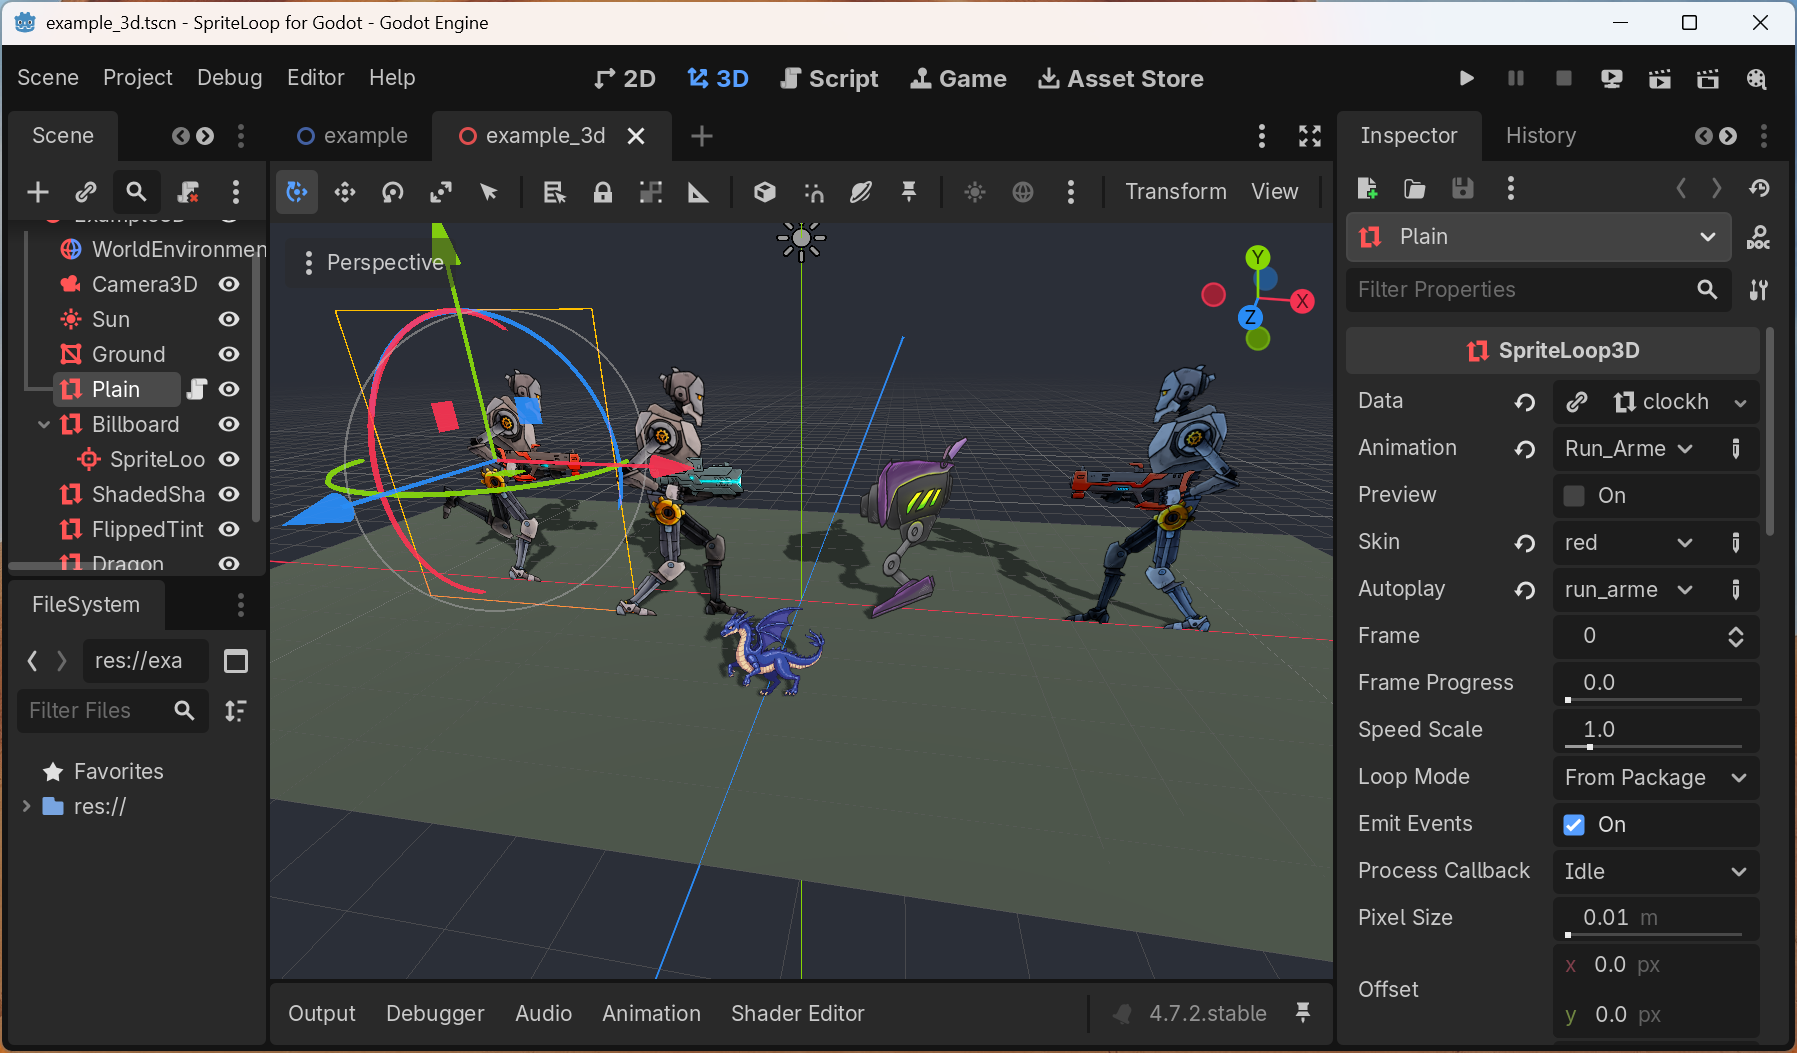 example_3d.tscn - SpriteLoop for Godot - Godot Engine
Scene Project Debug Editor Help
2D 3D Script Game Asset Store
Scene
example
example_3d
Inspector
History
Transform View
WorldEnvironmen
Camera3D
Sun
Ground
Plain
Billboard
SpriteLoo
ShadedSha
FlippedTint
Dragon
FileSystem
res://exa
Filter Files
Favorites
res://
Perspective
Y
X
Z
Output Debugger Audio Animation Shader Editor
4.7.2.stable
Plain
DOC
Filter Properties
SpriteLoop3D
Data clockh
Animation Run_Arme
Preview On
Skin red
Autoplay run_arme
Frame 0
Frame Progress 0.0
Speed Scale 1.0
Loop Mode From Package
Emit Events On
Process Callback Idle
Pixel Size 0.01 m
Offset
x 0.0 px
y 0.0 px